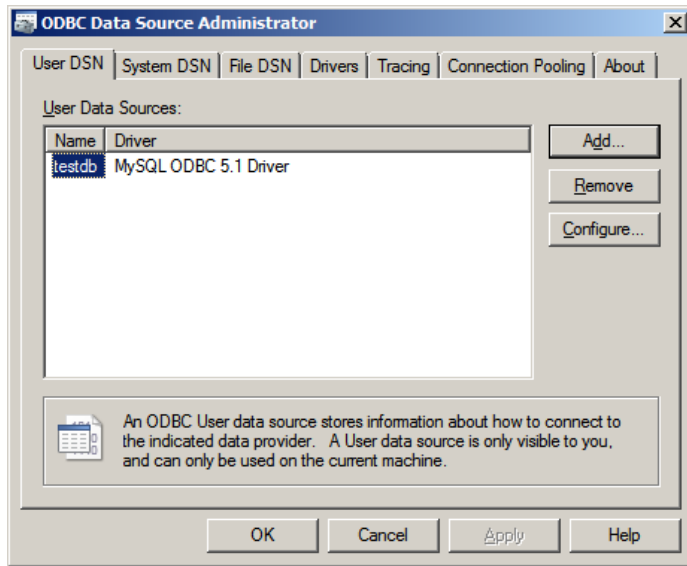 ODBC Data Source Administrator
User DSN System DSN File DSN Drivers Tracing Connection Pooling About
User Data Sources:
Name Driver
testdb MySQL ODBC 5.1 Driver
Add...
Remove
Configure...
An ODBC User data source stores information about how to connect to
the indicated data provider. A User data source is only visible to you,
and can only be used on the current machine.
OK Cancel Apply Help